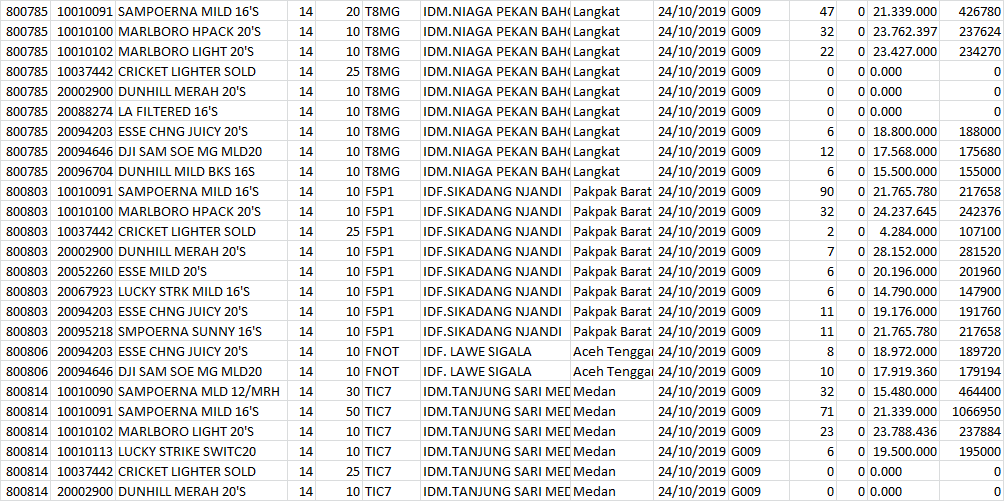 800785 10010091 SAMPOERNA MILD 16'S 14 20 T8MG IDM.NIAGA PEKAN BAHO Langkat 24/10/2019 G009 47 0 21.339.000 426780
800785 10010100 MARLBORO HPACK 20'S 14 10 T8MG IDM.NIAGA PEKAN BAHO Langkat 24/10/2019 G009 32 0 23.762.397 237624
800785 10010102 MARLBORO LIGHT 20'S 14 10 T8MG IDM.NIAGA PEKAN BAHO Langkat 24/10/2019 G009 22 0 23.427.000 234270
800785 10037442 CRICKET LIGHTER SOLD 14 25 T8MG IDM.NIAGA PEKAN BAHO Langkat 24/10/2019 G009 0 0 0.000 0
800785 20002900 DUNHILL MERAH 20'S 14 10 T8MG IDM.NIAGA PEKAN BAHO Langkat 24/10/2019 G009 0 0 0.000 0
800785 20088274 LA FILTERED 16'S 14 10 T8MG IDM.NIAGA PEKAN BAHO Langkat 24/10/2019 G009 0 0 0.000 0
800785 20094203 ESSE CHNG JUICY 20'S 14 10 T8MG IDM.NIAGA PEKAN BAHO Langkat 24/10/2019 G009 6 0 18.800.000 188000
800785 20094646 DJI SAM SOE MG MLD20 14 10 T8MG IDM.NIAGA PEKAN BAHO Langkat 24/10/2019 G009 12 0 17.568.000 175680
800785 20096704 DUNHILL MILD BKS 16S 14 10 T8MG IDM.NIAGA PEKAN BAHO Langkat 24/10/2019 G009 6 0 15.500.000 155000
800803 10010091 SAMPOERNA MILD 16'S 14 10 F5P1 IDF.SIKADANG NJANDI Pakpak Barat 24/10/2019 G009 90 0 21.765.780 217658
800803 10010100 MARLBORO HPACK 20'S 14 10 F5P1 IDF.SIKADANG NJANDI Pakpak Barat 24/10/2019 G009 32 0 24.237.645 242376
800803 10037442 CRICKET LIGHTER SOLD 14 25 F5P1 IDF.SIKADANG NJANDI Pakpak Barat 24/10/2019 G009 2 0 4.284.000 107100
800803 20002900 DUNHILL MERAH 20'S 14 10 F5P1 IDF.SIKADANG NJANDI Pakpak Barat 24/10/2019 G009 7 0 28.152.000 281520
800803 20052260 ESSE MILD 20'S 14 10 F5P1 IDF.SIKADANG NJANDI Pakpak Barat 24/10/2019 G009 6 0 20.196.000 201960
800803 20067923 LUCKY STRK MILD 16'S 14 10 F5P1 IDF.SIKADANG NJANDI Pakpak Barat 24/10/2019 G009 6 0 14.790.000 147900
800803 20094203 ESSE CHNG JUICY 20'S 14 10 F5P1 IDF.SIKADANG NJANDI Pakpak Barat 24/10/2019 G009 11 0 19.176.000 191760
800803 20095218 SMPOERNA SUNNY 16'S 14 10 F5P1 IDF.SIKADANG NJANDI Pakpak Barat 24/10/2019 G009 11 0 21.765.780 217658
800806 20094203 ESSE CHNG JUICY 20'S 14 10 FNOT IDF. LAWE SIGALA Aceh Tenggar 24/10/2019 G009 8 0 18.972.000 189720
800806 20094646 DJI SAM SOE MG MLD20 14 10 FNOT IDF. LAWE SIGALA Aceh Tenggar 24/10/2019 G009 10 0 17.919.360 179194
800814 10010090 SAMPOERNA MLD 12/MRH 14 30 TIC7 IDM.TANJUNG SARI MED Medan 24/10/2019 G009 32 0 15.480.000 464400
800814 10010091 SAMPOERNA MILD 16'S 14 50 TIC7 IDM.TANJUNG SARI MED Medan 24/10/2019 G009 71 0 21.339.000 1066950
800814 10010102 MARLBORO LIGHT 20'S 14 10 TIC7 IDM.TANJUNG SARI MED Medan 24/10/2019 G009 23 0 23.788.436 237884
800814 10010113 LUCKY STRIKE SWITC20 14 10 TIC7 IDM.TANJUNG SARI MED Medan 24/10/2019 G009 6 0 19.500.000 195000
800814 10037442 CRICKET LIGHTER SOLD 14 25 TIC7 IDM.TANJUNG SARI MED Medan 24/10/2019 G009 0 0 0.000 0
800814 20002900 DUNHILL MERAH 20'S 14 10 TIC7 IDM.TANJUNG SARI MED Medan 24/10/2019 G009 0 0 0.000 0